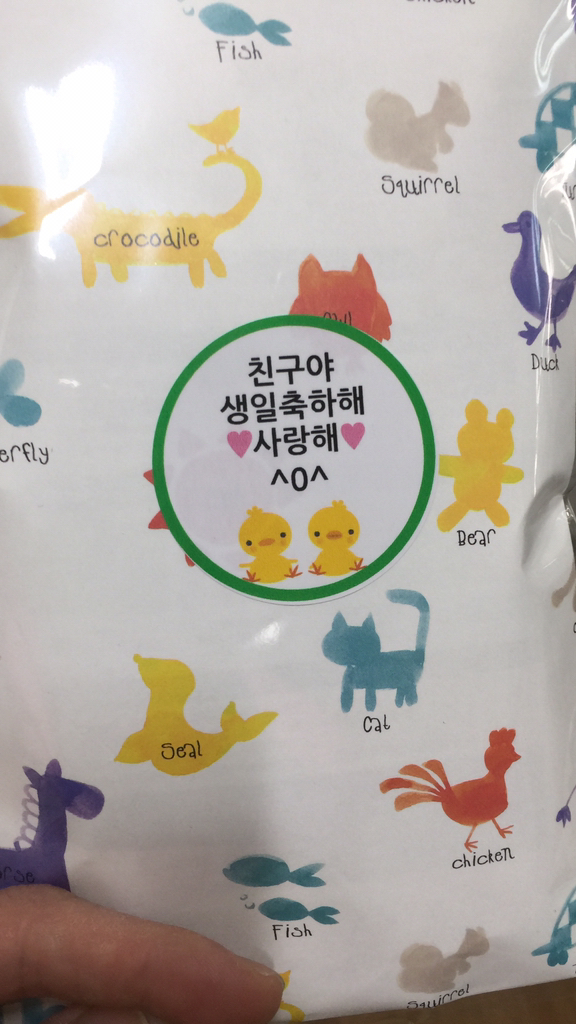 Fish
Squirrel
crocodile
owl
Duck
친구야
생일축하해
♥사랑해♥
^0^
erfly
Bear
Cat
Seal
chicken
Fish
Squirrel